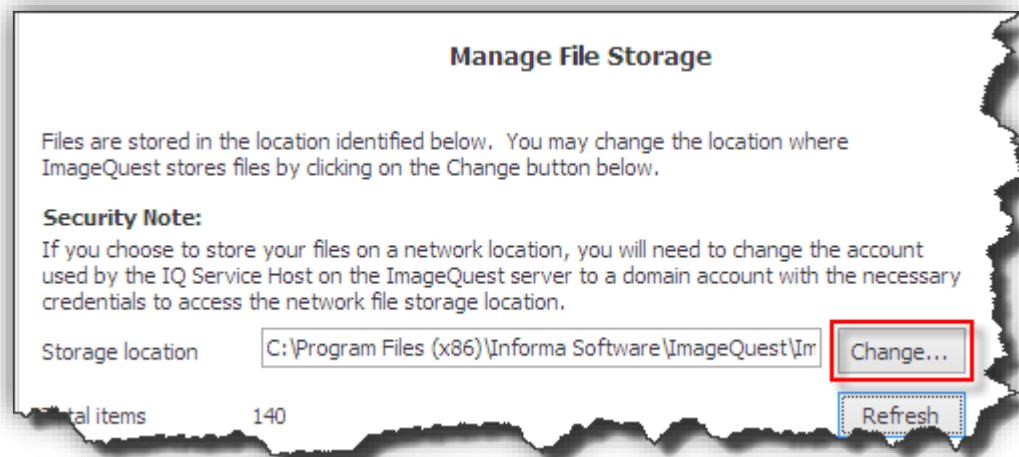 Manage File Storage
Files are stored in the location identified below.  You may change the location where
ImageQuest stores files by clicking on the Change button below.
Security Note:
If you choose to store your files on a network location, you will need to change the account
used by the IQ Service Host on the ImageQuest server to a domain account with the necessary
credentials to access the network file storage location.
Storage location C:\Program Files (x86)\Informa Software\ImageQuest\Im Change...
items 140 Refresh